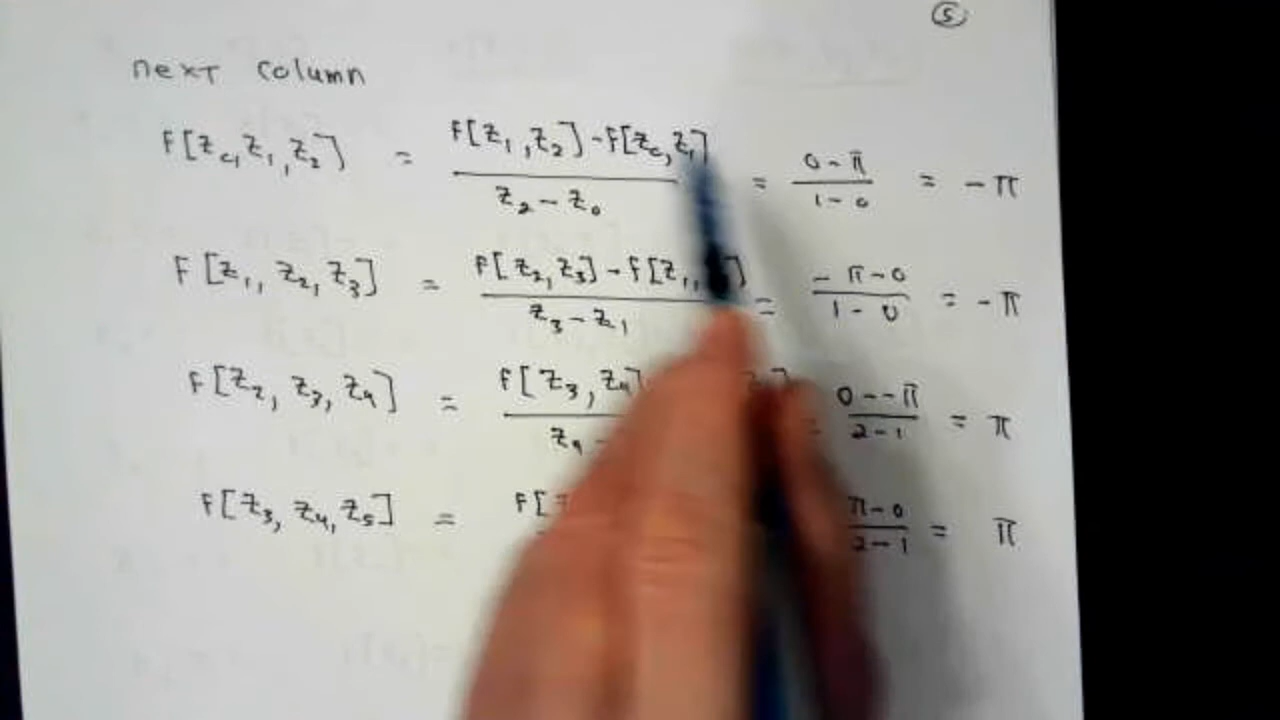 5
next column
F[z₀, z₁, z₂] = F[z₁, z₂] - F[z₀, z₁] / z₂ - z₀ = 0 - π / 1 - 0 = -π
F[z₁, z₂, z₃] = F[z₂, z₃] - F[z₁, ] / z₃ - z₁ = -π - 0 / 1 - 0 = -π
F[z₂, z₃, z₄] = F[z₃, z₄] / z₄ - = 0 - -π / 2 - 1 = π
F[z₃, z₄, z₅] = F[ π - 0 / 2 - 1 = π